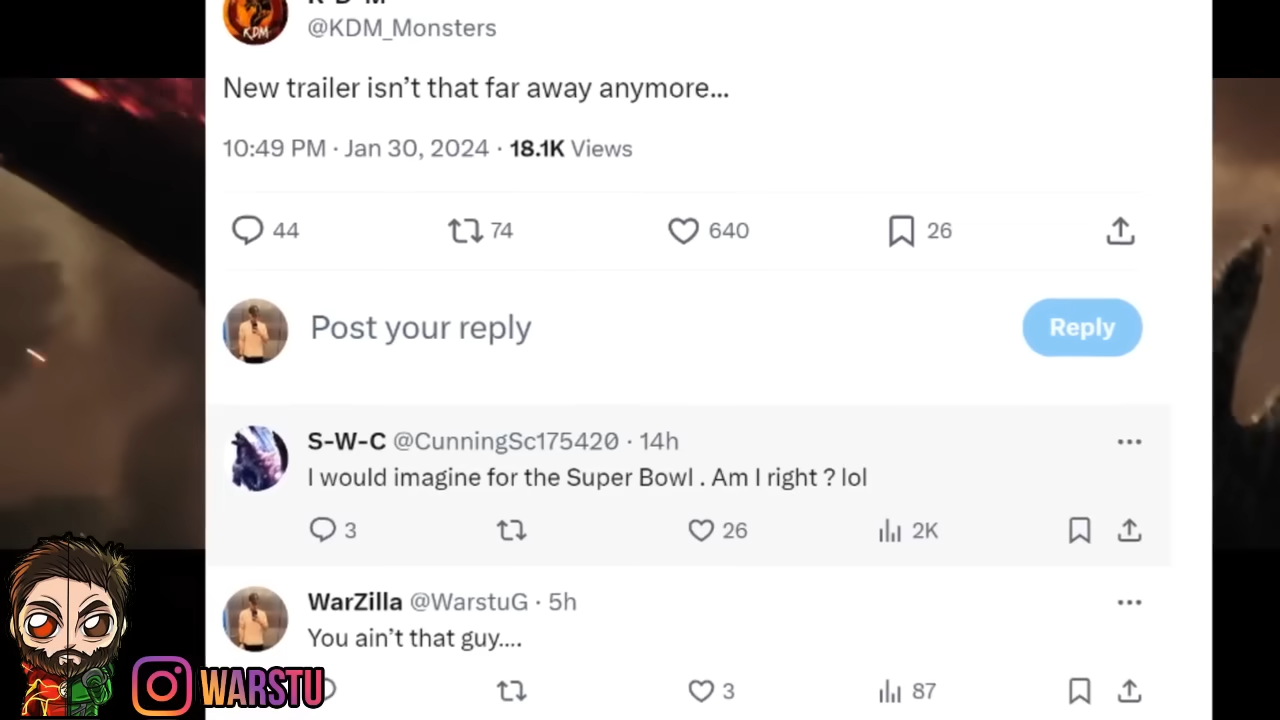 K-D-M
KDM
@KDM_Monsters
New trailer isn’t that far away anymore...
10:49 PM · Jan 30, 2024 · 18.1K Views
44 74 640 26
Post your reply
Reply
S-W-C @CunningSc175420 · 14h
I would imagine for the Super Bowl . Am I right ? lol
3 26 2K
WarZilla @WarstuG · 5h
You ain’t that guy....
3 87
WARSTU